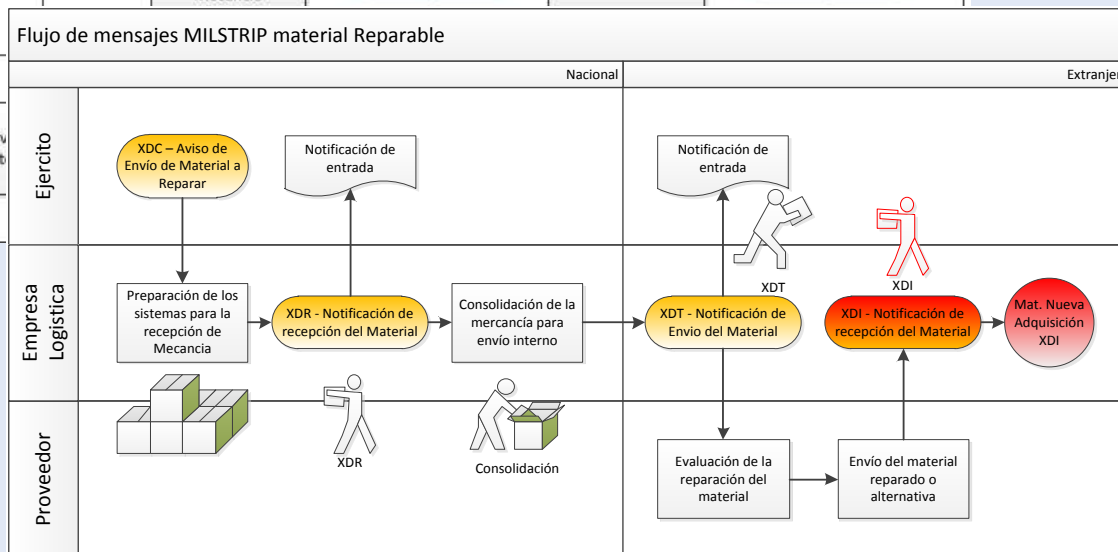 Flujo de mensajes MILSTRIP material Reparable
Nacional
Extranjer
Ejercito
XDC – Aviso de
Envío de Material a
Reparar
Notificación de
entrada
Notificación de
entrada
XDT
XDI
Empresa
Logística
Preparación de los
sistemas para la
recepción de
Mecancia
XDR - Notificación de
recepción del Material
Consolidación de la
mercancía para
envío interno
XDT - Notificación de
Envio del Material
XDI - Notificación de
recepción del Material
Mat. Nueva
Adquisición
XDI
Proveedor
XDR
Consolidación
Evaluación de la
reparación del
material
Envío del material
reparado o
alternativa